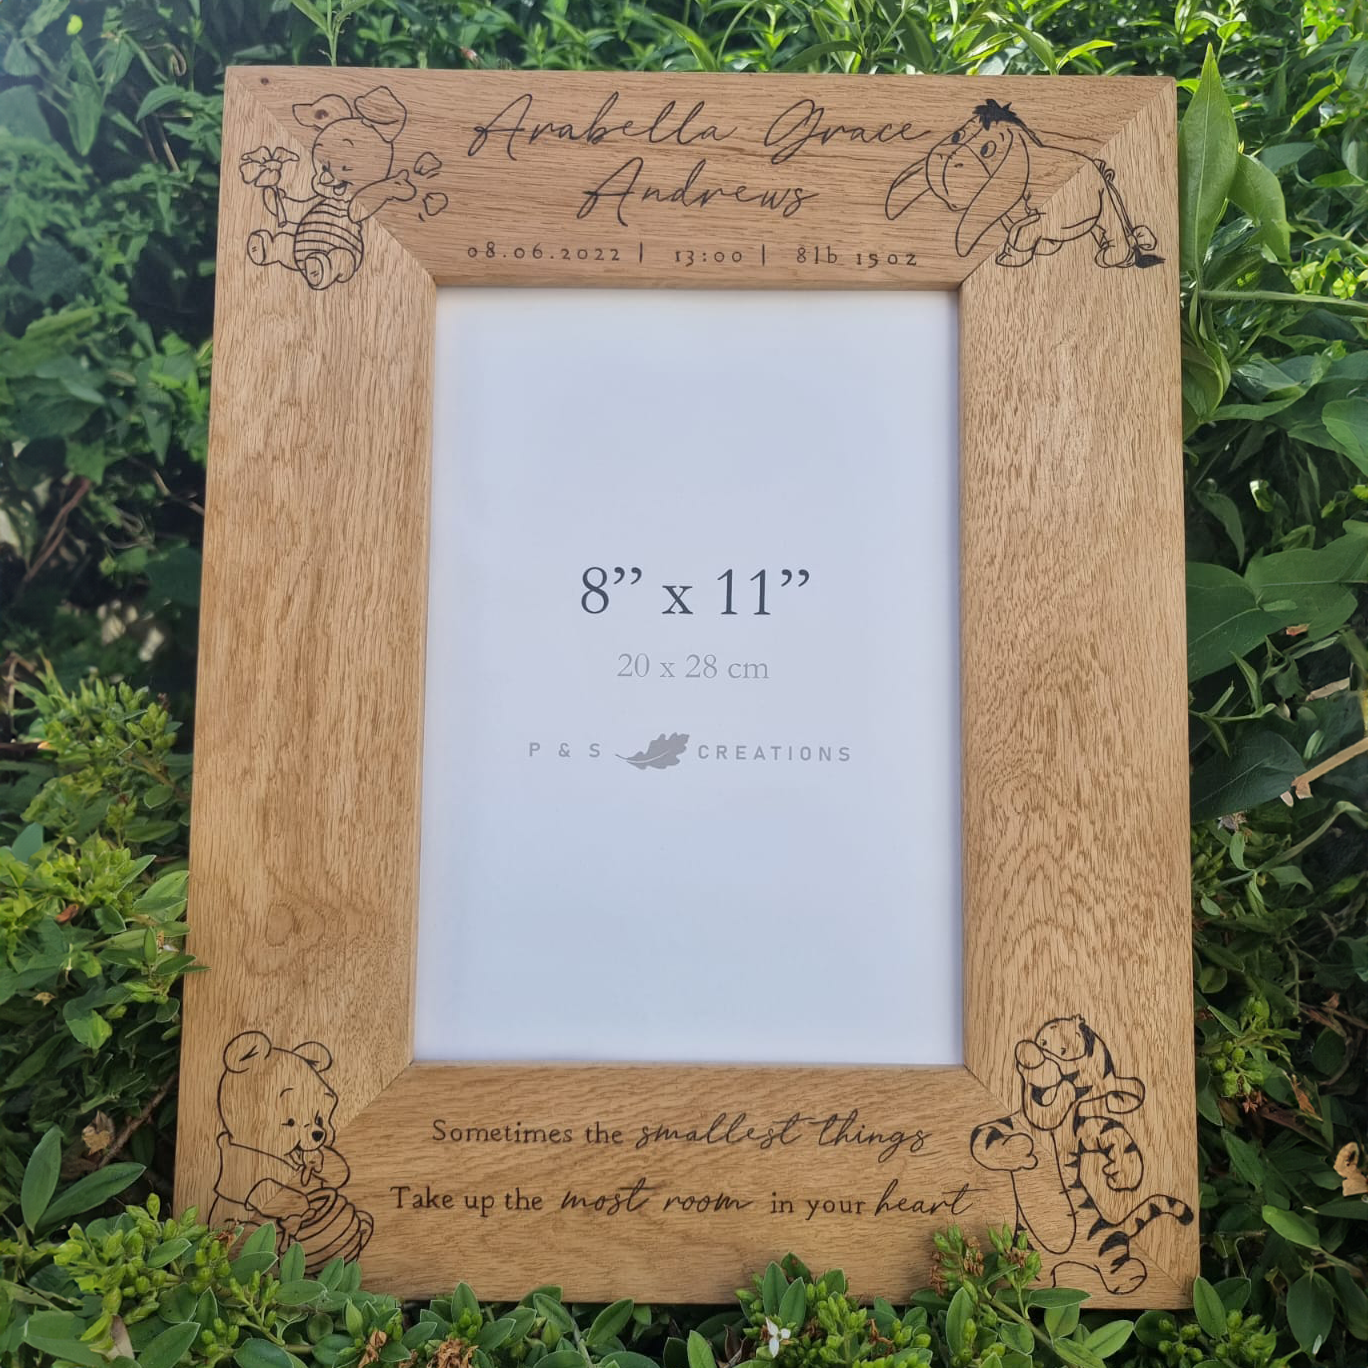 Arabella Grace
Andrews
08.06.2022 | 13:00 | 8lb 15oz
8” x 11”
20 x 28 cm
P & S CREATIONS
Sometimes the smallest things
Take up the most room in your heart